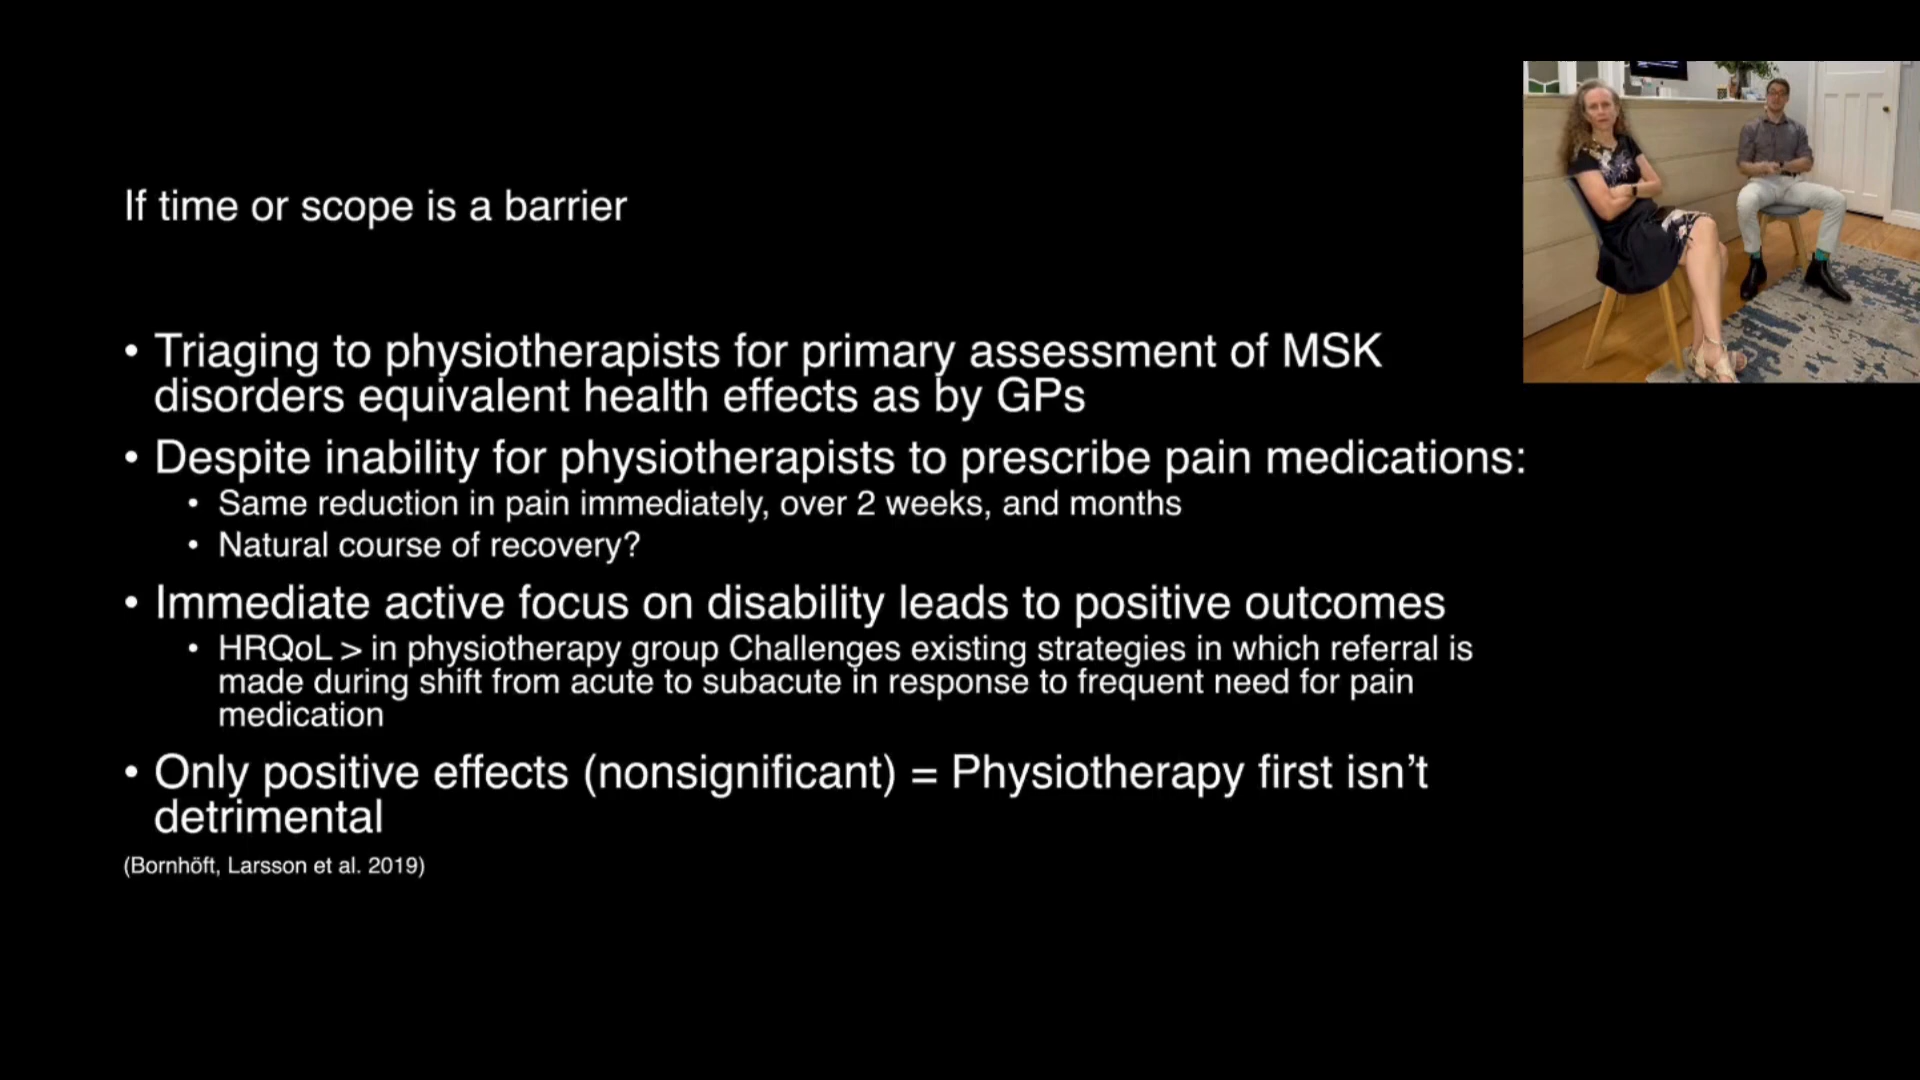 If time or scope is a barrier
• Triaging to physiotherapists for primary assessment of MSK
disorders equivalent health effects as by GPs
• Despite inability for physiotherapists to prescribe pain medications:
• Same reduction in pain immediately, over 2 weeks, and months
• Natural course of recovery?
• Immediate active focus on disability leads to positive outcomes
• HRQoL > in physiotherapy group Challenges existing strategies in which referral is
made during shift from acute to subacute in response to frequent need for pain
medication
• Only positive effects (nonsignificant) = Physiotherapy first isn’t
detrimental
(Bornhöft, Larsson et al. 2019)